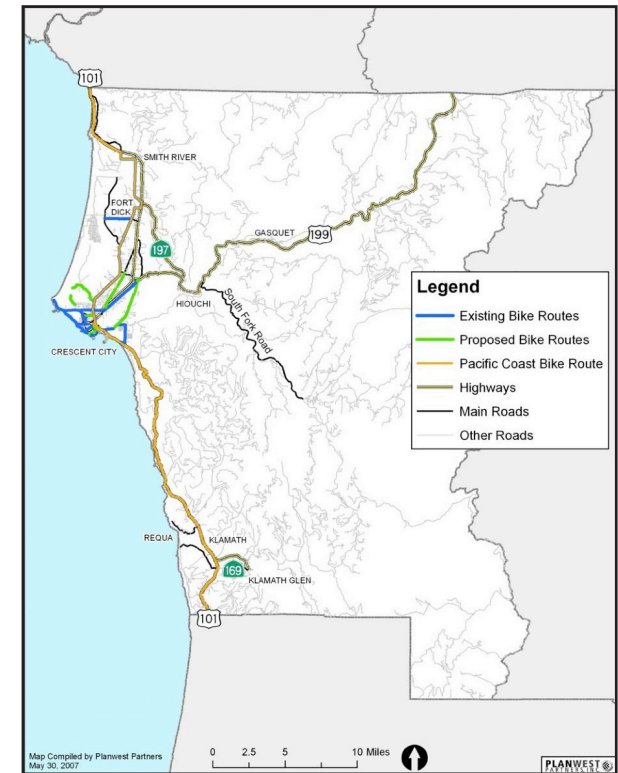 101
SMITH RIVER
FORT
DICK
197
GASQUET
199
HIOUCHI
South Fork Road
CRESCENT CITY
Legend
Existing Bike Routes
Proposed Bike Routes
Pacific Coast Bike Route
Highways
Main Roads
Other Roads
REQUA
KLAMATH
169
KLAMATH GLEN
101
Map Compiled by Planwest Partners
May 30, 2007
0 2.5 5 10 Miles
PLANWEST
PARTNERS, INC.